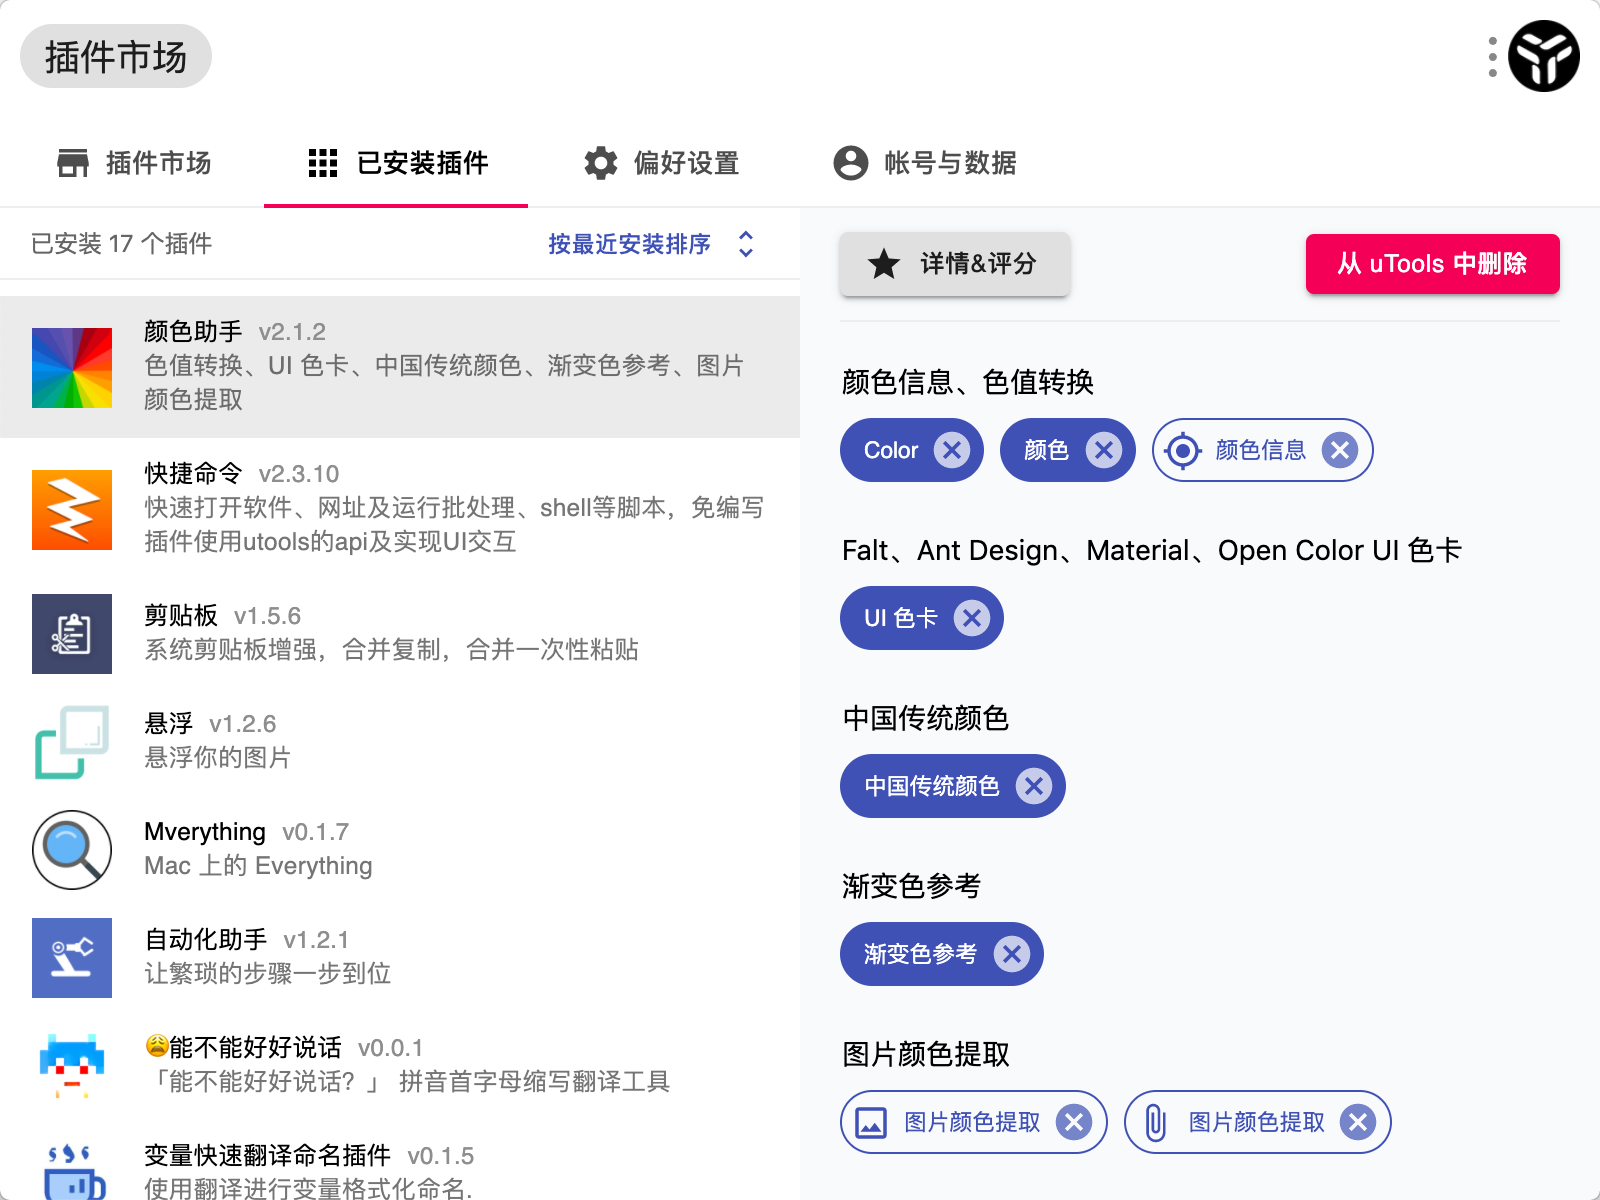 插件市场
插件市场
已安装插件
偏好设置
帐号与数据
已安装 17 个插件
按最近安装排序
颜色助手 v2.1.2
色值转换、UI 色卡、中国传统颜色、渐变色参考、图片
颜色提取
快捷命令 v2.3.10
快速打开软件、网址及运行批处理、shell等脚本，免编写
插件使用utools的api及实现UI交互
剪贴板 v1.5.6
系统剪贴板增强，合并复制，合并一次性粘贴
悬浮 v1.2.6
悬浮你的图片
Mverything v0.1.7
Mac 上的 Everything
自动化助手 v1.2.1
让繁琐的步骤一步到位
😩能不能好好说话 v0.0.1
「能不能好好说话？」 拼音首字母缩写翻译工具
变量快速翻译命名插件 v0.1.5
使用翻译进行变量格式化命名.
详情&评分
从 uTools 中删除
颜色信息、色值转换
Color
颜色
颜色信息
Falt、Ant Design、Material、Open Color UI 色卡
UI 色卡
中国传统颜色
中国传统颜色
渐变色参考
渐变色参考
图片颜色提取
图片颜色提取
图片颜色提取